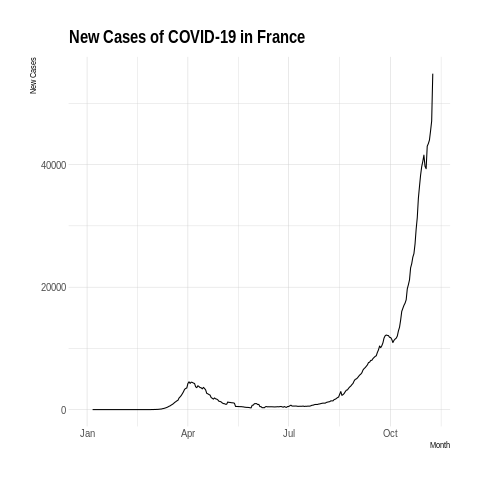 New Cases of COVID-19 in France
New Cases
40000
20000
0
Jan Apr Jul Oct
Month